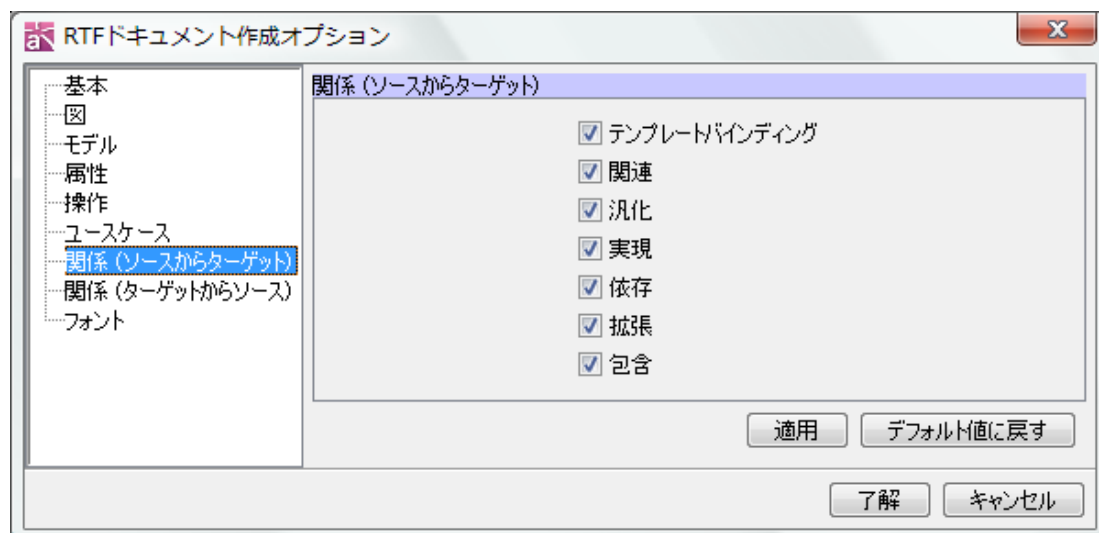 RTFドキュメント作成オプション
基本
図
モデル
属性
操作
ユースケース
関係 (ソースからターゲット)
関係 (ターゲットからソース)
フォント
関係 (ソースからターゲット)
テンプレートバインディング
関連
汎化
実現
依存
拡張
包含
適用
デフォルト値に戻す
了解
キャンセル